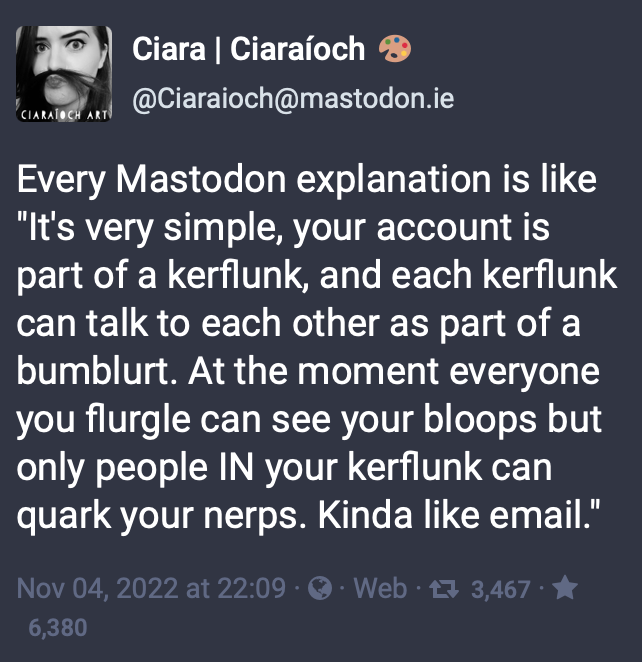 Ciara | Ciaraíoch 🎨
@Ciaraioch@mastodon.ie
CIARAÍOCH ART
Every Mastodon explanation is like
"It's very simple, your account is
part of a kerflunk, and each kerflunk
can talk to each other as part of a
bumblurt. At the moment everyone
you flurgle can see your bloops but
only people IN your kerflunk can
quark your nerps. Kinda like email."
Nov 04, 2022 at 22:09 · 🌎 · Web · 3,467 · ★
6,380